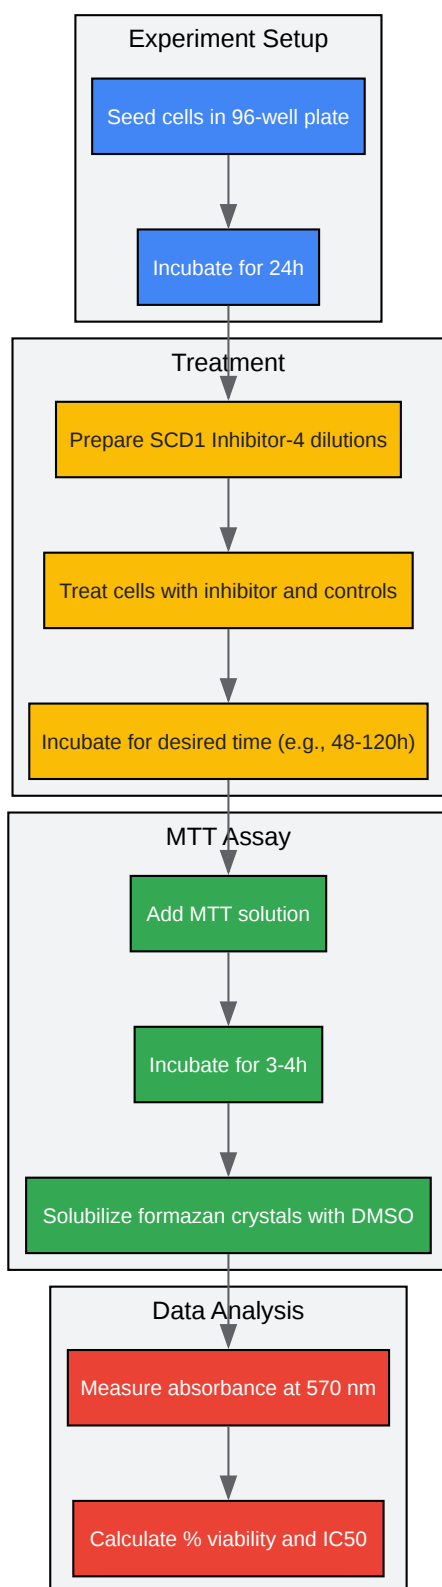 Experiment Setup
Seed cells in 96-well plate
Incubate for 24h
Treatment
Prepare SCD1 Inhibitor-4 dilutions
Treat cells with inhibitor and controls
Incubate for desired time (e.g., 48-120h)
MTT Assay
Add MTT solution
Incubate for 3-4h
Solubilize formazan crystals with DMSO
Data Analysis
Measure absorbance at 570 nm
Calculate % viability and IC50